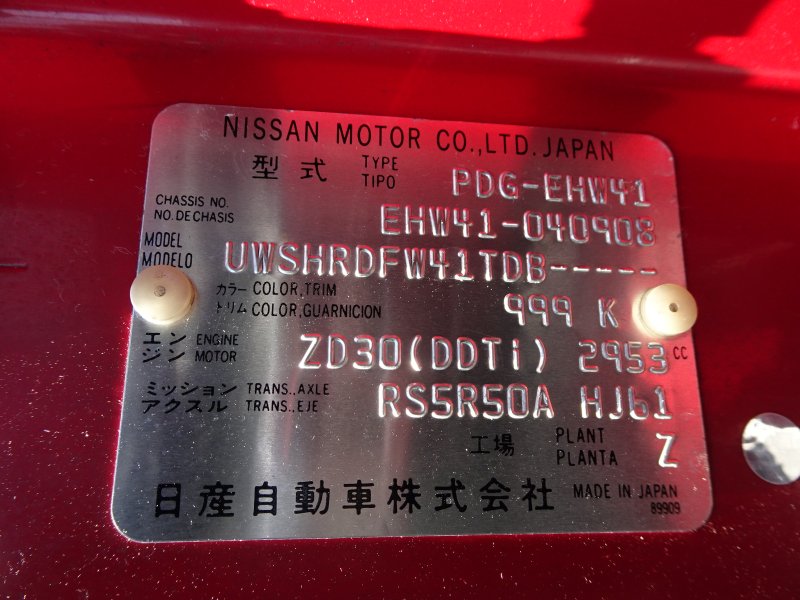 NISSAN MOTOR CO.,LTD. JAPAN
型式 TYPE TIPO PDG-EHW41
CHASSIS NO. NO. DE CHASIS EHW41-040908
MODEL MODELO UWSHRDFW41TDB-----
カラー COLOR, TRIM
トリム COLOR, GUARNICION 999 K
エン ENGINE
ジン MOTOR ZD30(DDTi) 2953 CC
ミッション TRANS., AXLE
アクスル TRANS., EJE RS5R50A HJ61
工場 PLANT PLANTA Z
日産自動車株式会社 MADE IN JAPAN
89909